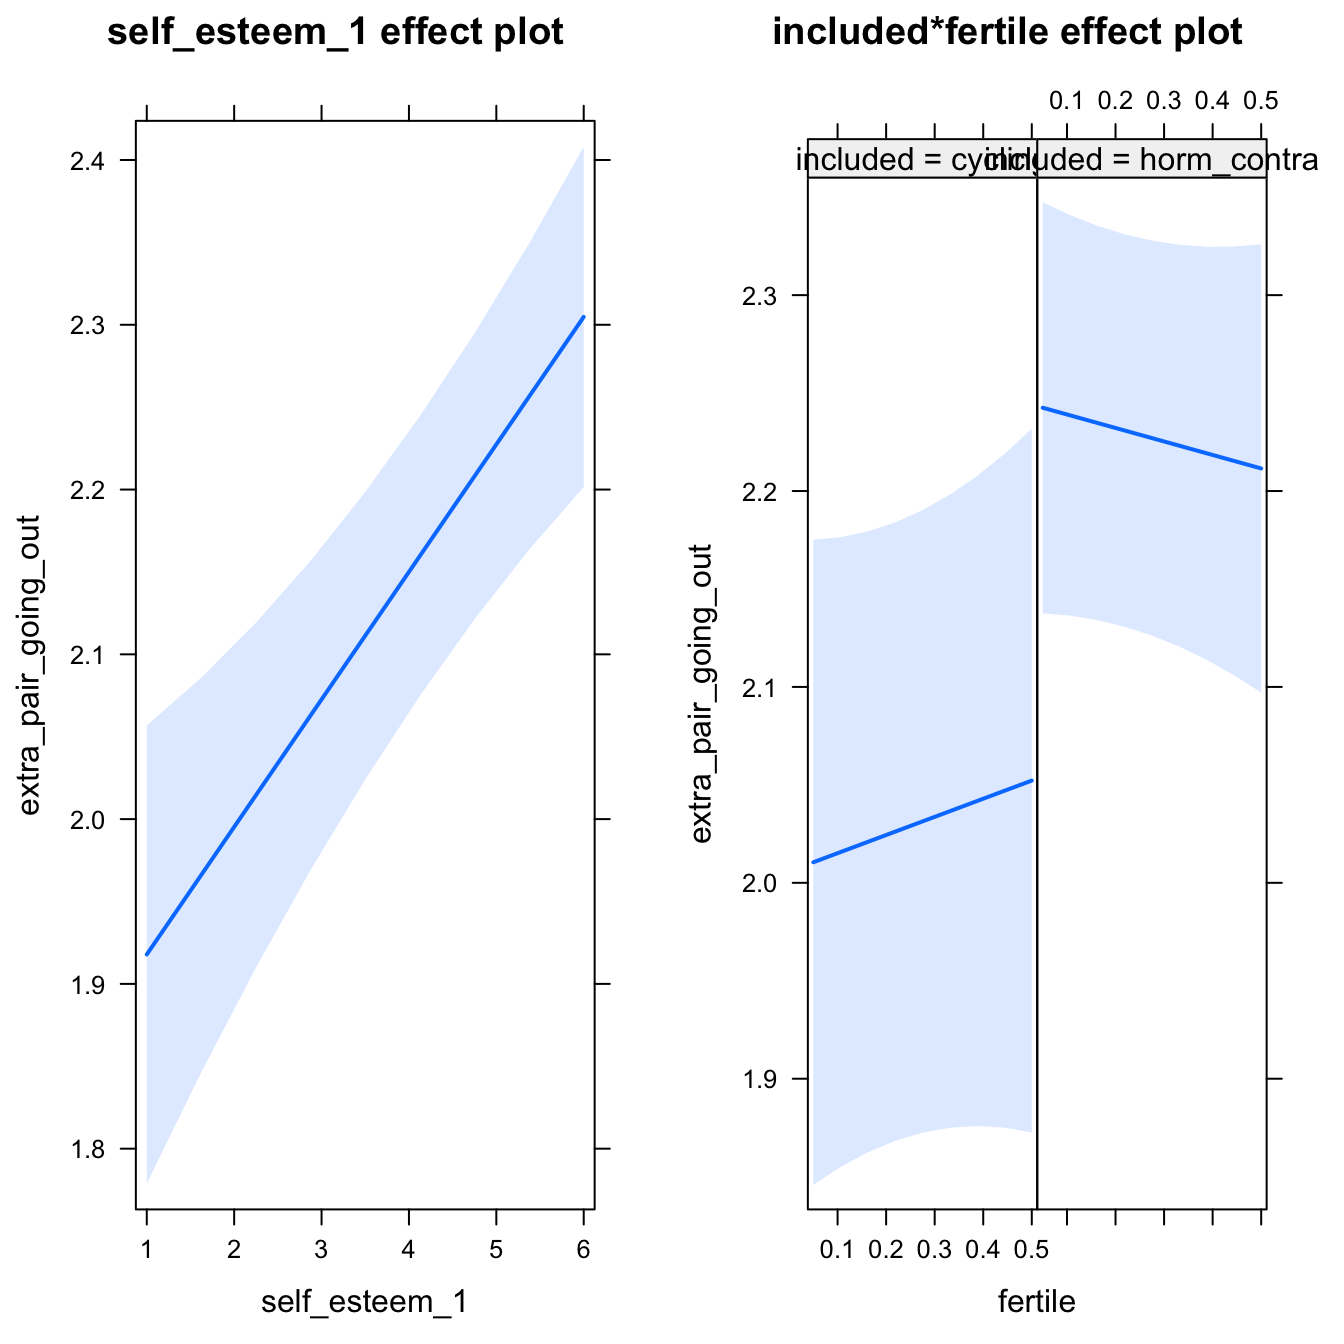 self_esteem_1 effect plot
2.4
2.3
2.2
2.1
2.0
1.9
1.8
extra_pair_going_out
1 2 3 4 5 6
self_esteem_1
included*fertile effect plot
0.1 0.2 0.3 0.4 0.5
included = cycling
included = horm_contra
2.3
2.2
2.1
2.0
1.9
extra_pair_going_out
0.1 0.2 0.3 0.4 0.5
fertile